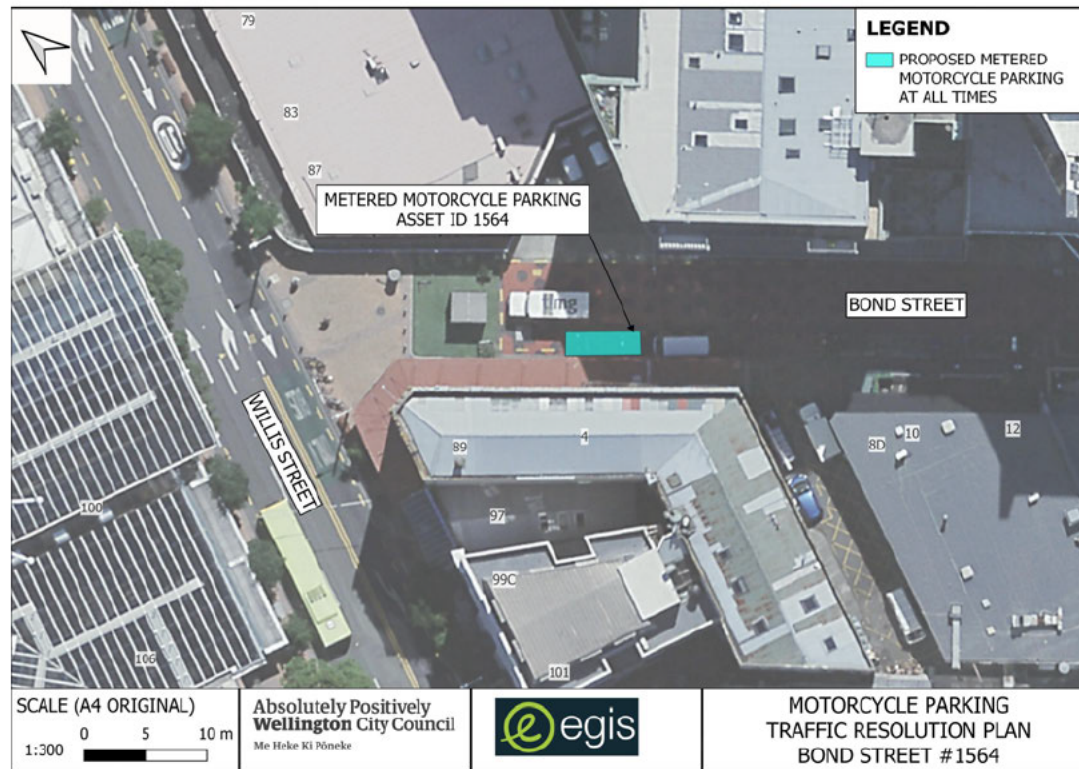 79
83
87
LEGEND
PROPOSED METERED
MOTORCYCLE PARKING
AT ALL TIMES
METERED MOTORCYCLE PARKING
ASSET ID 1564
timg
BOND STREET
WILLIS STREET
89
4
8D
10
12
97
100
99C
106
101
SCALE (A4 ORIGINAL)
1:300
0 5 10 m
Absolutely Positively
Wellington City Council
Me Heke Ki Pōneke
egis
MOTORCYCLE PARKING
TRAFFIC RESOLUTION PLAN
BOND STREET #1564